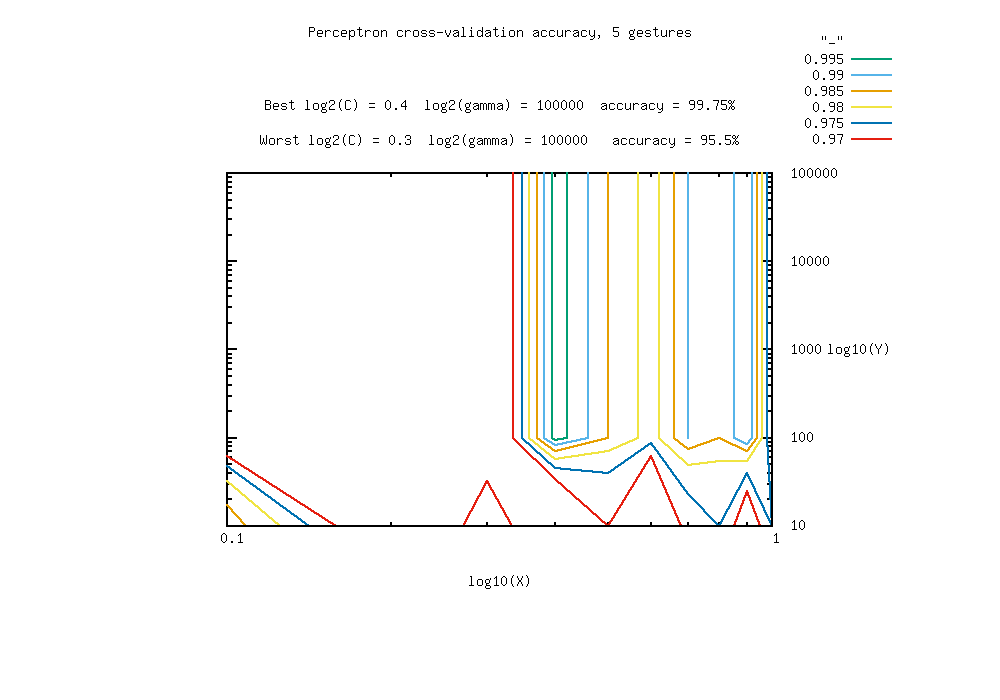 Perceptron cross-validation accuracy, 5 gestures
"_"
0.995
0.99
0.985
0.98
0.975
0.97
Best log2(C) = 0.4  log2(gamma) = 100000  accuracy = 99.75%
Worst log2(C) = 0.3  log2(gamma) = 100000   accuracy = 95.5%
100000
10000
1000
log10(Y)
100
10
0.1
1
log10(X)